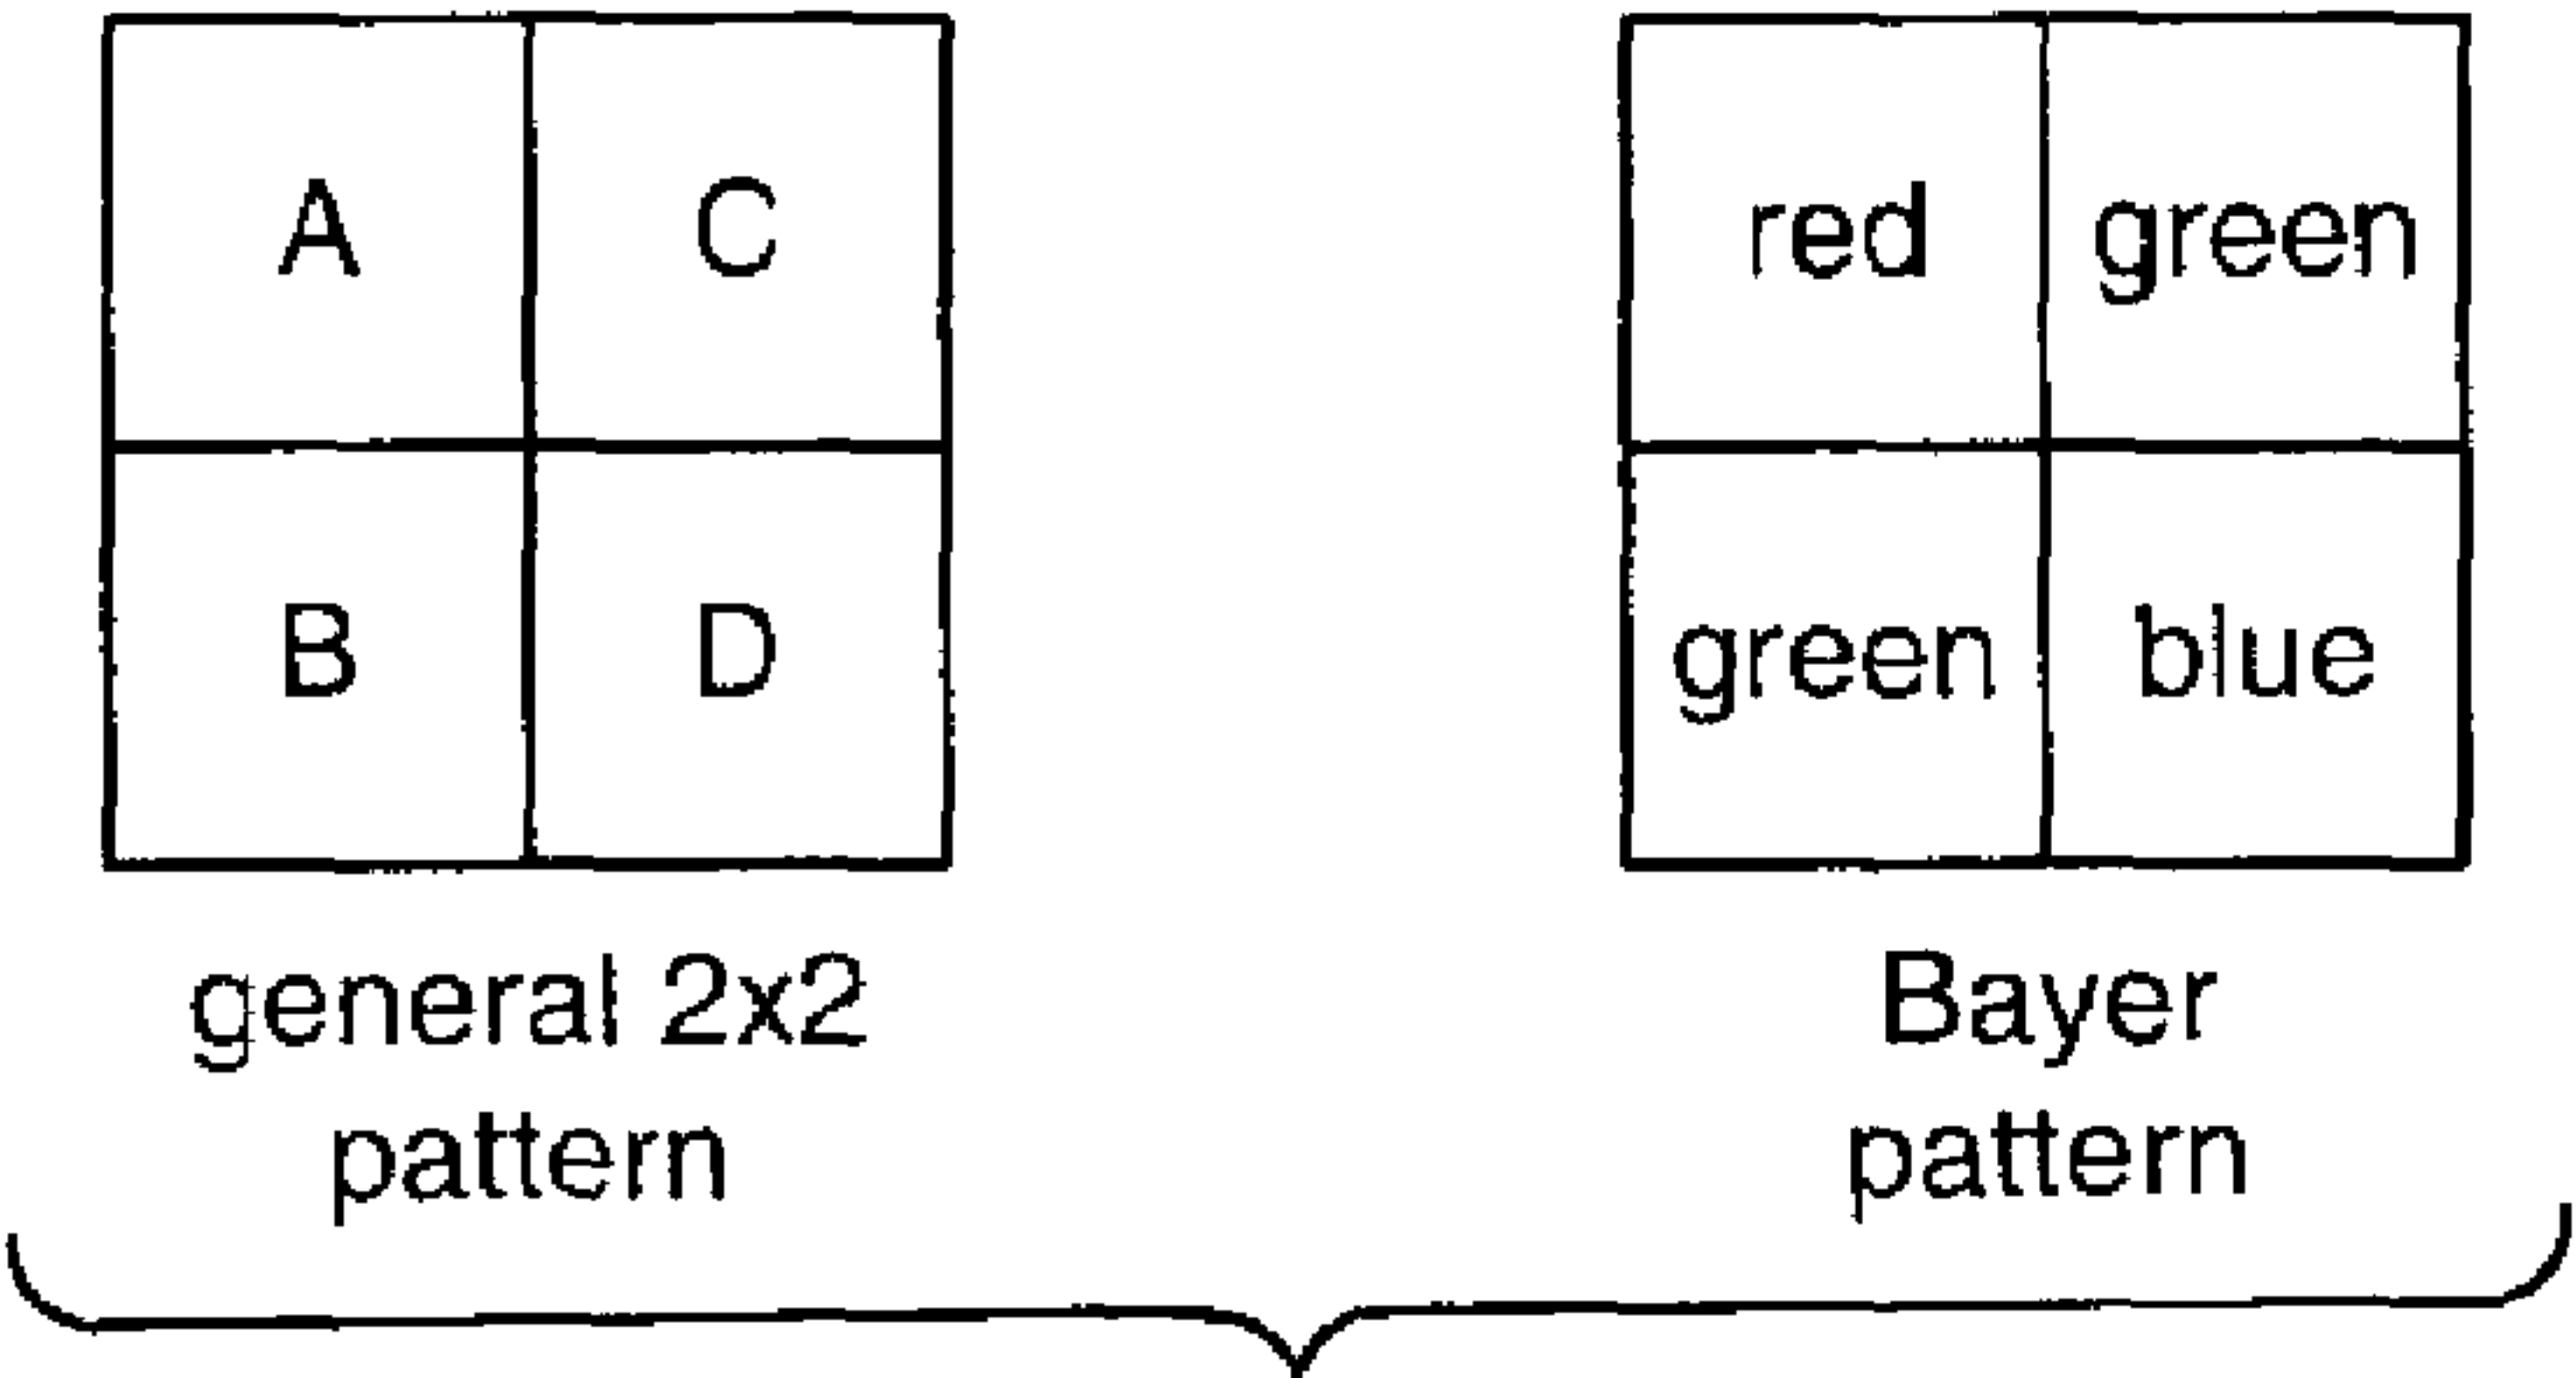 A C
B D
general 2x2
pattern
red green
green blue
Bayer
pattern